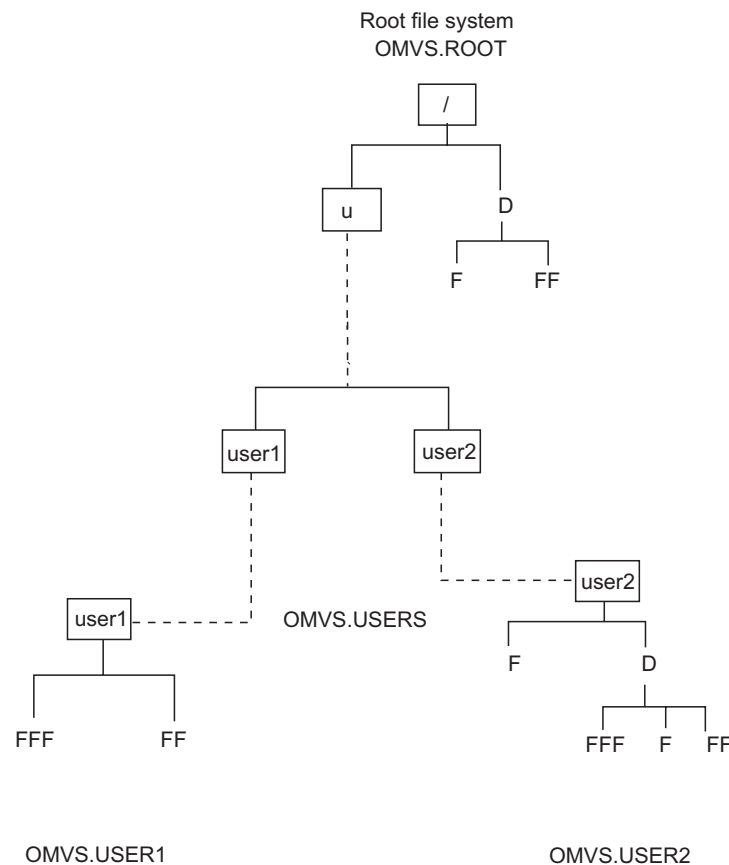 Root file system
OMVS.ROOT
/
u
D
F
FF
user1
user2
user2
user1
OMVS.USERS
F
D
FFF
FF
FFF
F
FF
OMVS.USER1
OMVS.USER2